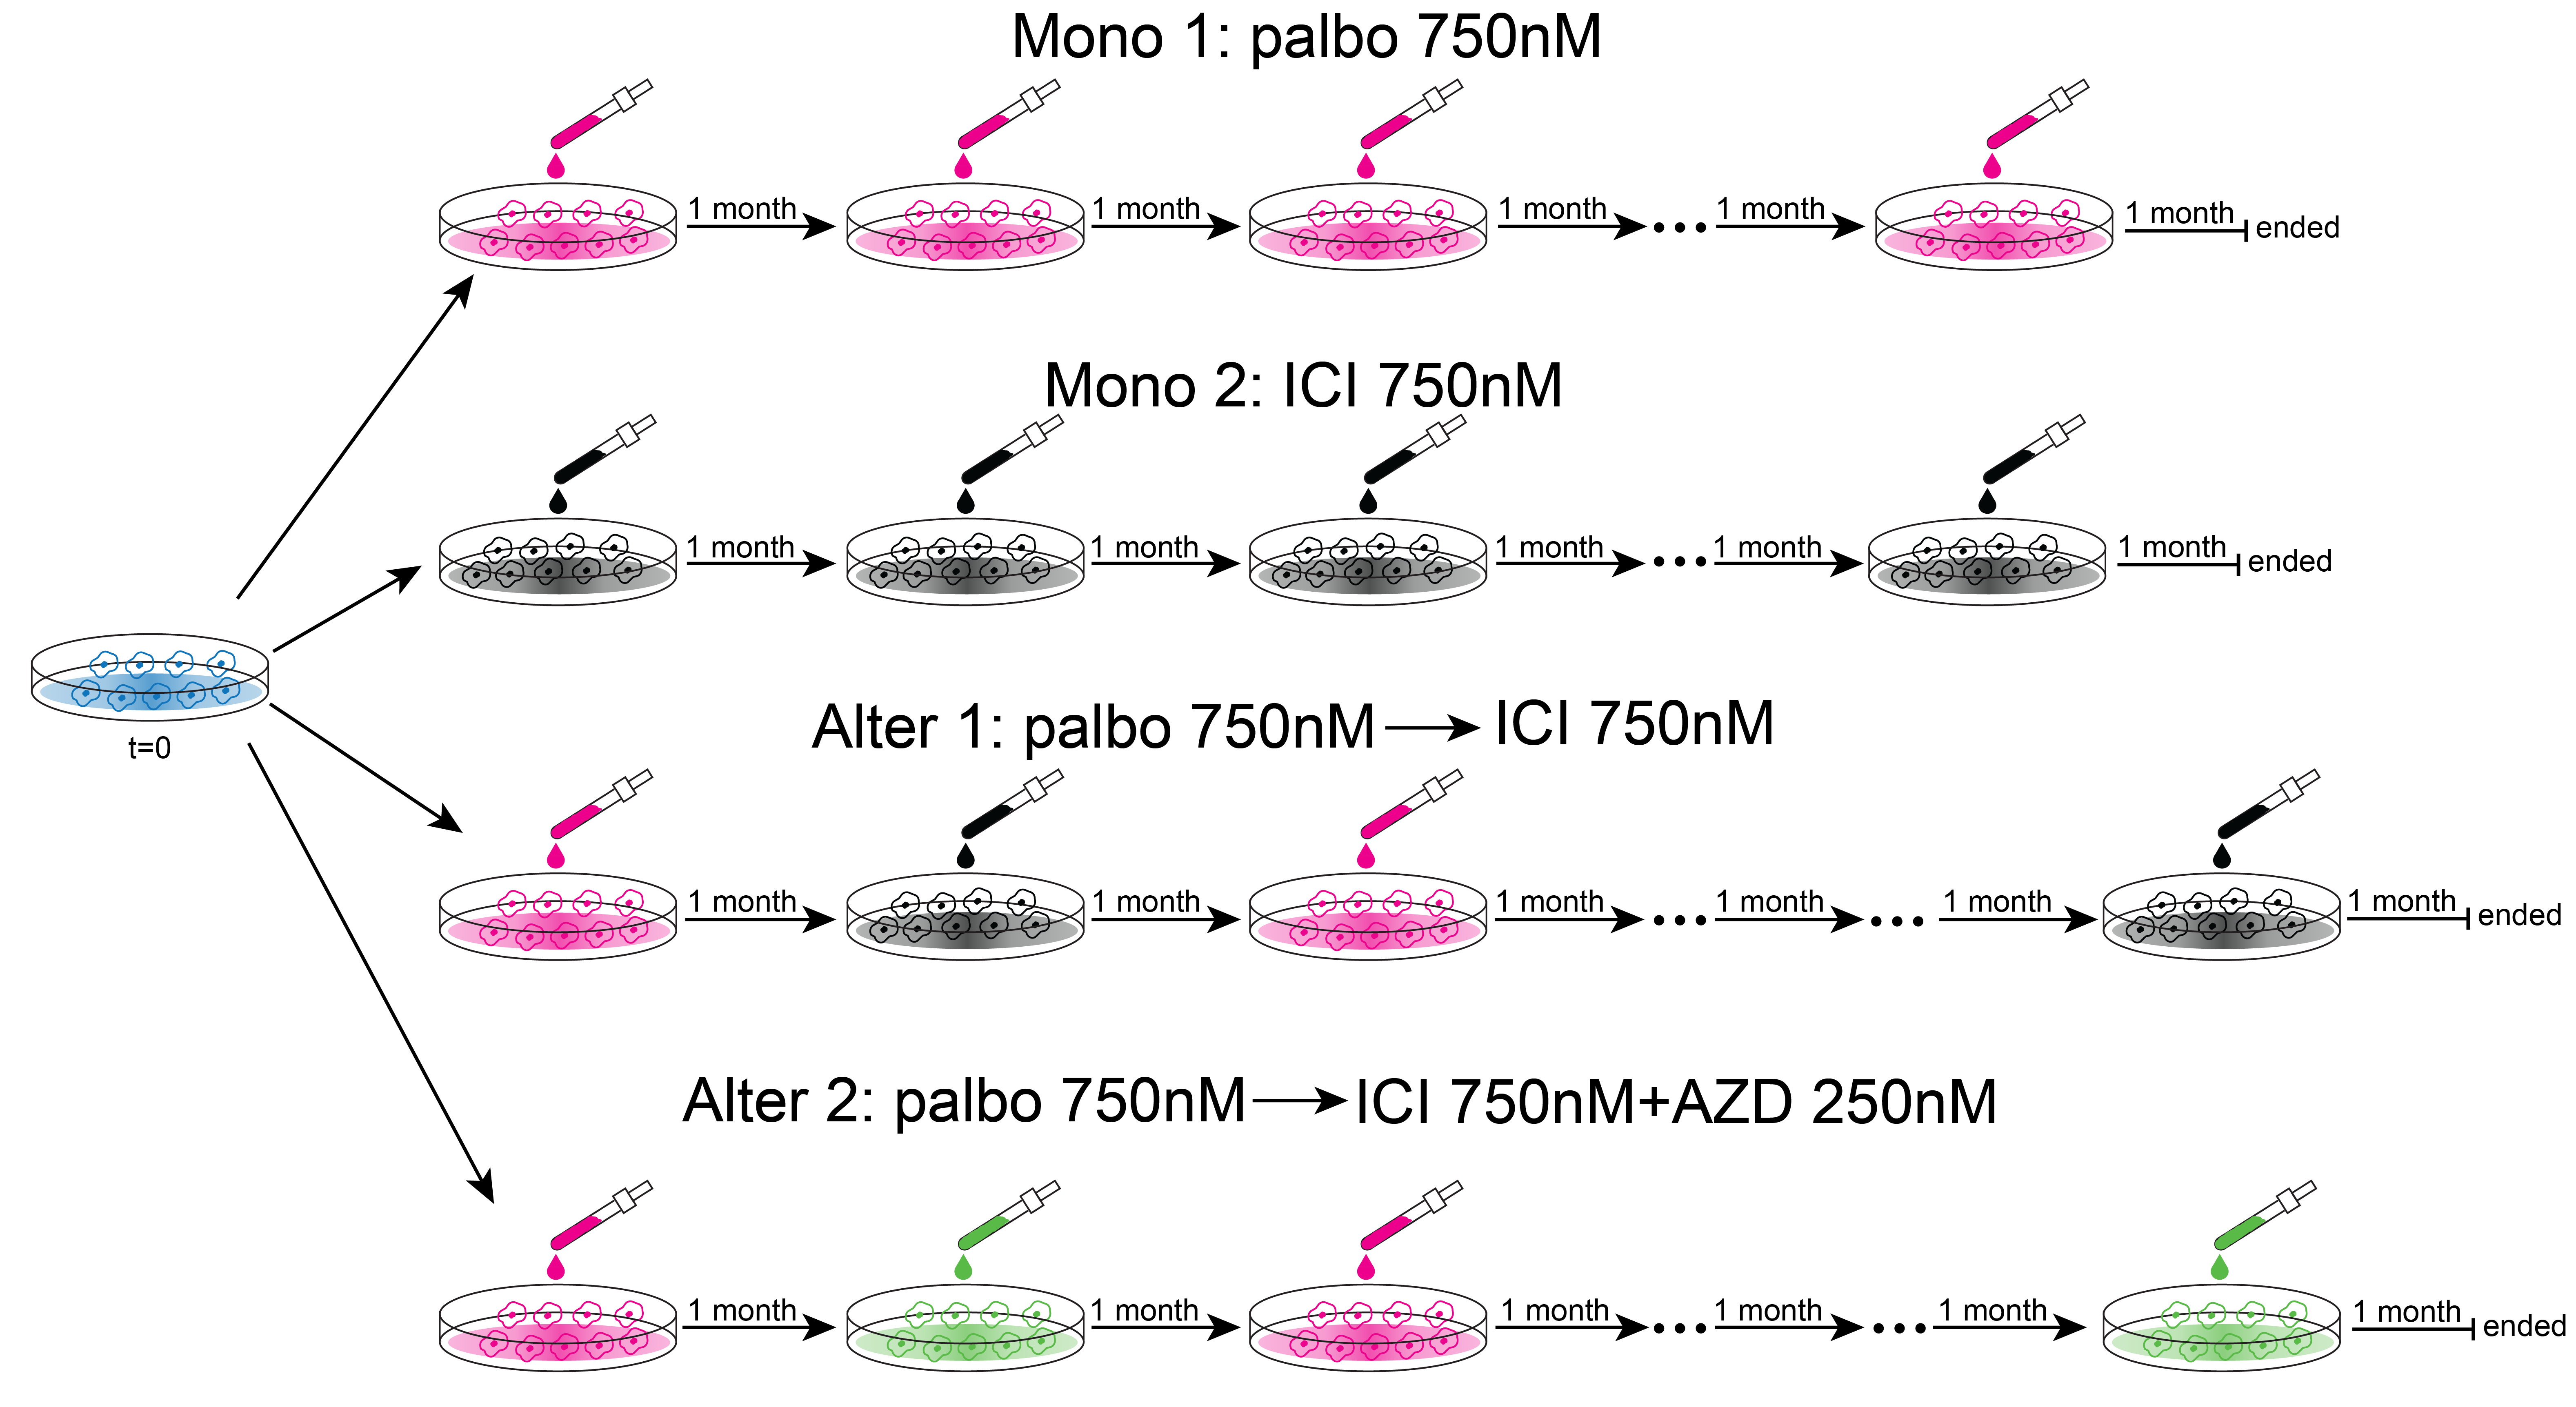 Mono 1: palbo 750nM
1 month 1 month 1 month ... 1 month 1 month ended
Mono 2: ICI 750nM
1 month 1 month 1 month ... 1 month 1 month ended
t=0
Alter 1: palbo 750nM → ICI 750nM
1 month 1 month 1 month ... 1 month ... 1 month 1 month ended
Alter 2: palbo 750nM → ICI 750nM+AZD 250nM
1 month 1 month 1 month ... 1 month ... 1 month 1 month ended